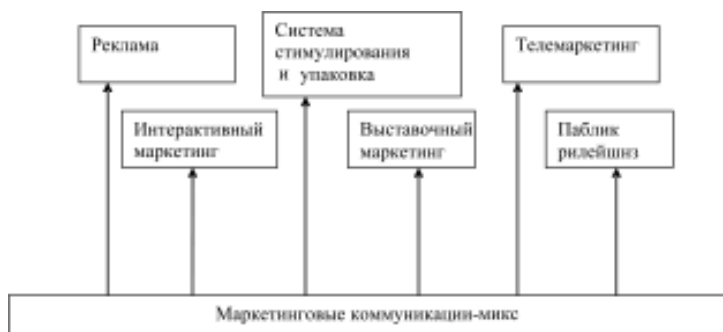 Реклама
Система
стимулирования
и упаковка
Телемаркетинг
Интерактивный
маркетинг
Выставочный
маркетинг
Паблик
рилейшнз
Маркетинговые коммуникации-микс